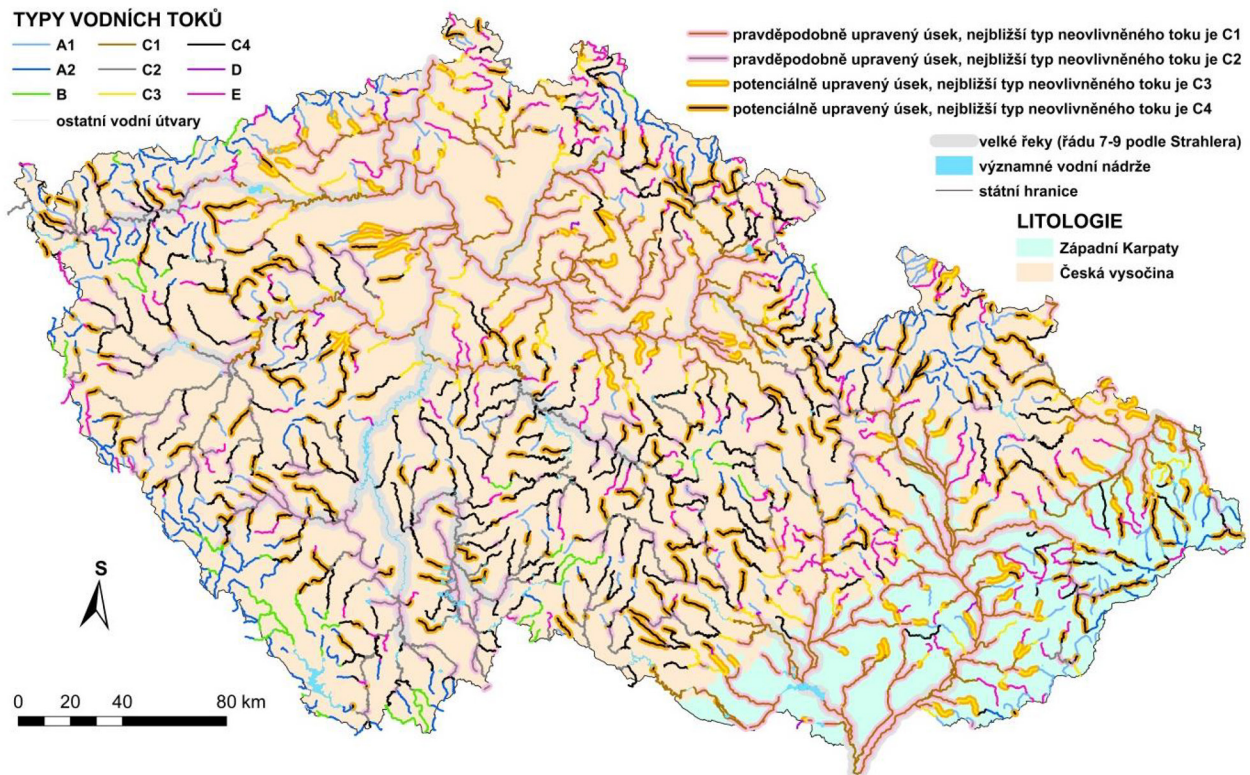 TYPY VODNÍCH TOKŮ
A1 C1 C4
A2 C2 D
B C3 E
ostatní vodní útvary
pravděpodobně upravený úsek, nejbližší typ neovlivněného toku je C1
pravděpodobně upravený úsek, nejbližší typ neovlivněného toku je C2
potenciálně upravený úsek, nejbližší typ neovlivněného toku je C3
potenciálně upravený úsek, nejbližší typ neovlivněného toku je C4
velké řeky (řádu 7-9 podle Strahlera)
významné vodní nádrže
státní hranice
LITOLOGIE
Západní Karpaty
Česká vysočina
S
0 20 40 80 km